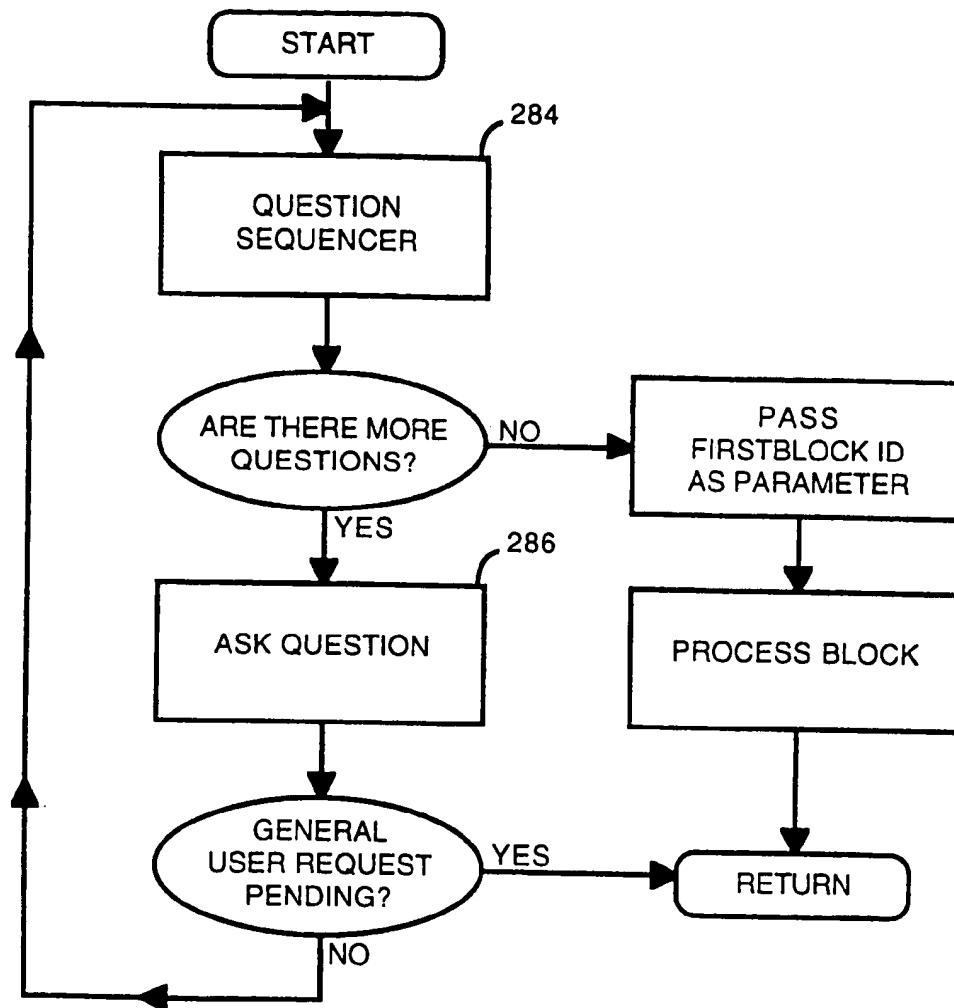 START
284
QUESTION
SEQUENCER
ARE THERE MORE
QUESTIONS?
NO
PASS
FIRSTBLOCK ID
AS PARAMETER
YES
286
ASK QUESTION
PROCESS BLOCK
GENERAL
USER REQUEST
PENDING?
YES
RETURN
NO